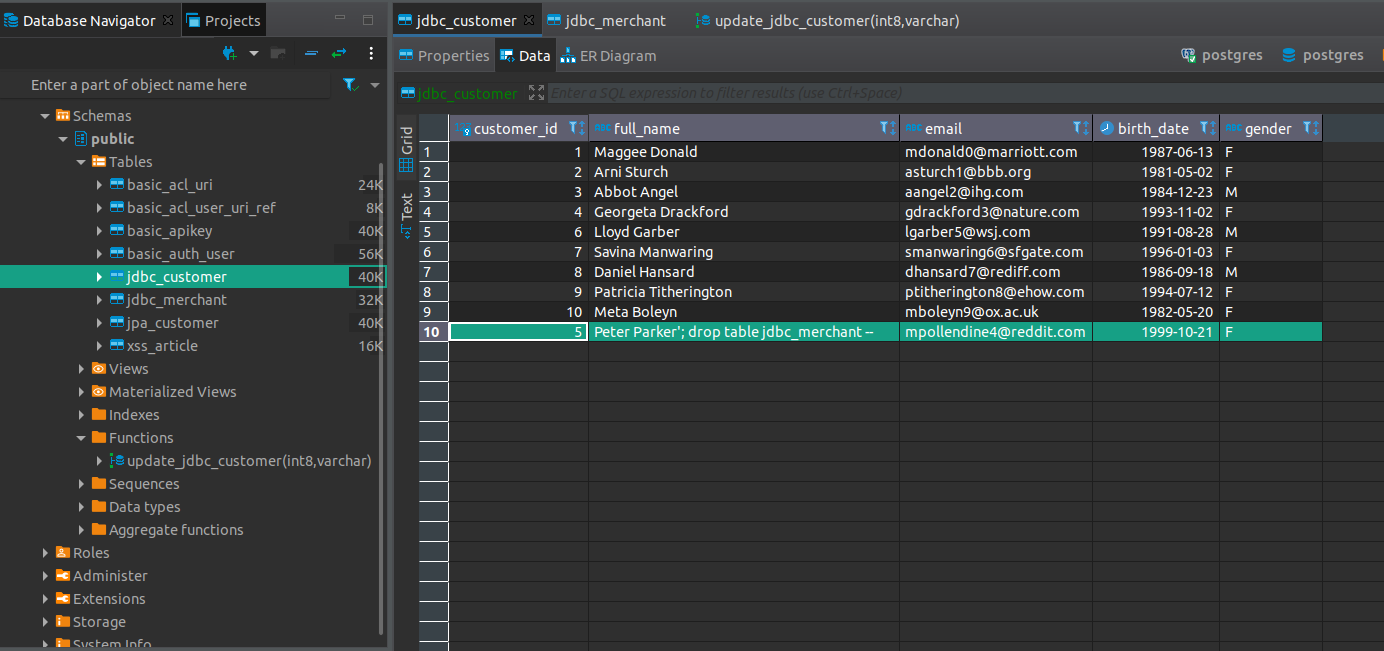 Database Navigator Projects
Enter a part of object name here
Schemas
public
Tables
basic_acl_uri 24K
basic_acl_user_uri_ref 8K
basic_apikey 40K
basic_auth_user 56K
jdbc_customer 40K
jdbc_merchant 32K
jpa_customer 40K
xss_article 16K
Views
Materialized Views
Indexes
Functions
update_jdbc_customer(int8,varchar)
Sequences
Data types
Aggregate functions
Roles
Administer
Extensions
Storage
System Info
jdbc_customer jdbc_merchant update_jdbc_customer(int8,varchar)
Properties Data ER Diagram postgres postgres
jdbc_customer Enter a SQL expression to filter results (use Ctrl+Space)
Grid
Text
customer_id full_name email birth_date gender
1 1 Maggee Donald mdonald0@marriott.com 1987-06-13 F
2 2 Arni Sturch asturch1@bbb.org 1981-05-02 F
3 3 Abbot Angel aangel2@ihg.com 1984-12-23 M
4 4 Georgeta Drackford gdrackford3@nature.com 1993-11-02 F
5 6 Lloyd Garber lgarber5@wsj.com 1991-08-28 M
6 7 Savina Manwaring smanwaring6@sfgate.com 1996-01-03 F
7 8 Daniel Hansard dhansard7@rediff.com 1986-09-18 M
8 9 Patricia Titherington ptitherington8@ehow.com 1994-07-12 F
9 10 Meta Boleyn mboleyn9@ox.ac.uk 1982-05-20 F
10 5 Peter Parker'; drop table jdbc_merchant -- mpollendine4@reddit.com 1999-10-21 F